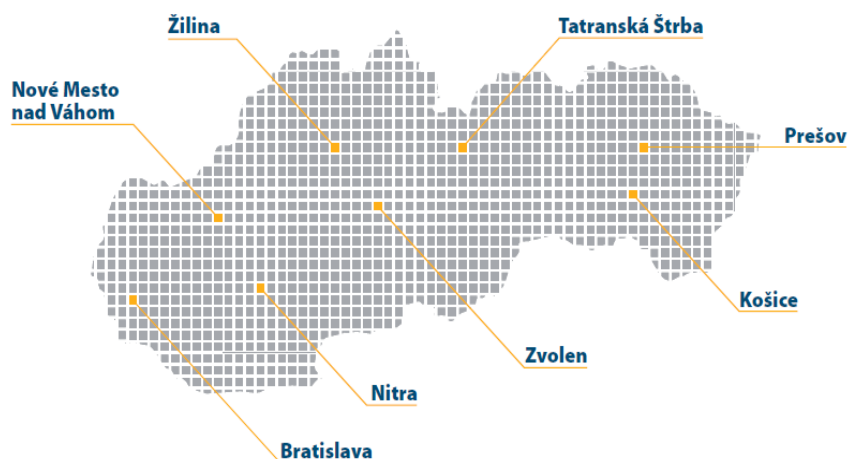 Žilina
Tatranská Štrba
Nové Mesto
nad Váhom
Prešov
Košice
Zvolen
Nitra
Bratislava